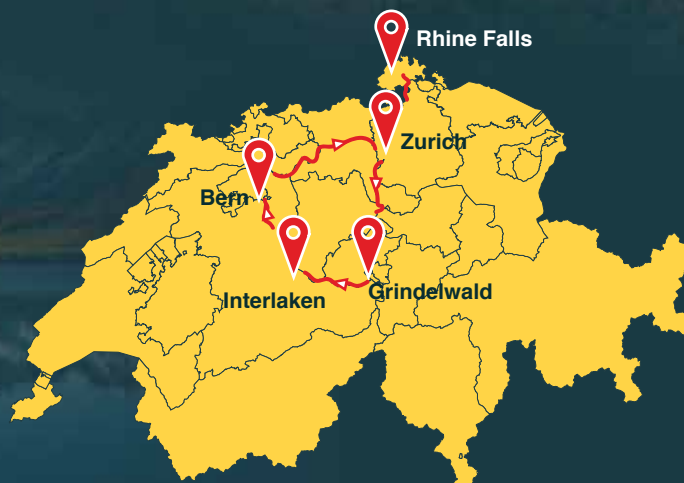 Rhine Falls
Zurich
Bern
Interlaken
Grindelwald